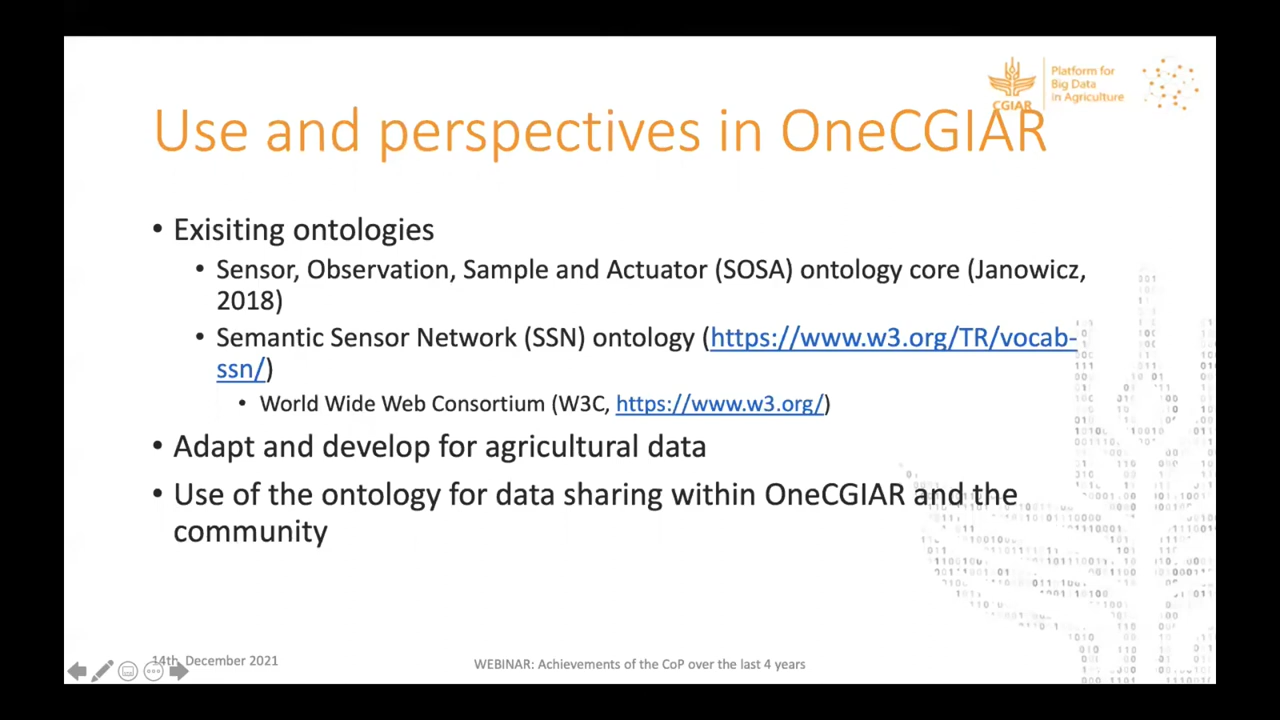 CGIAR
Platform for
Big Data
in Agriculture
Use and perspectives in OneCGIAR
• Exisiting ontologies
• Sensor, Observation, Sample and Actuator (SOSA) ontology core (Janowicz,
2018)
• Semantic Sensor Network (SSN) ontology (https://www.w3.org/TR/vocab-
ssn/)
• World Wide Web Consortium (W3C, https://www.w3.org/)
• Adapt and develop for agricultural data
• Use of the ontology for data sharing within OneCGIAR and the
community
14th, December 2021
WEBINAR: Achievements of the CoP over the last 4 years